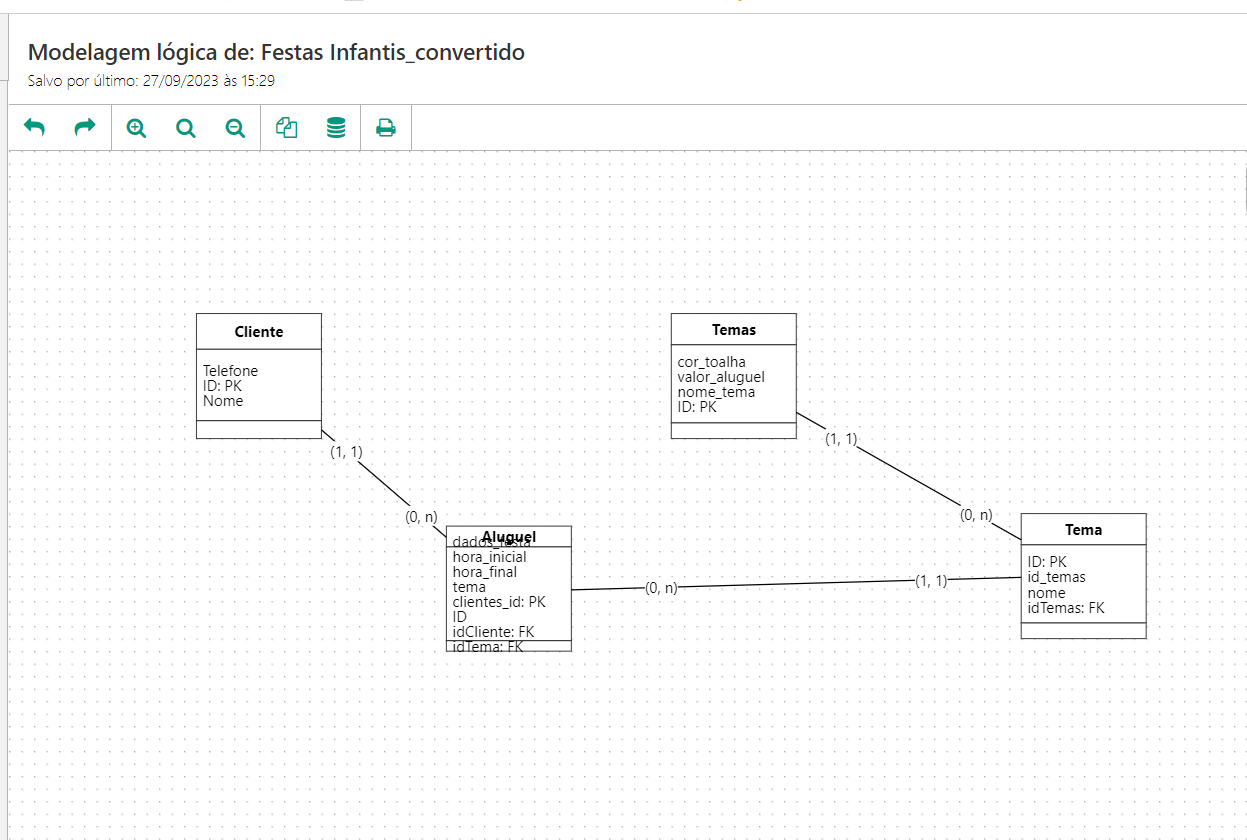 Modelagem lógica de: Festas Infantis_convertido
Salvo por último: 27/09/2023 às 15:29
Cliente
Telefone
ID: PK
Nome
Temas
cor_toalha
valor_aluguel
nome_tema
ID: PK
(1, 1)
(0, n)
(1, 1)
(0, n)
Aluguel
dados_festa
hora_inicial
hora_final
tema
clientes_id: PK
ID
idCliente: FK
idTema: FK
(0, n)
(1, 1)
Tema
ID: PK
id_temas
nome
idTemas: FK